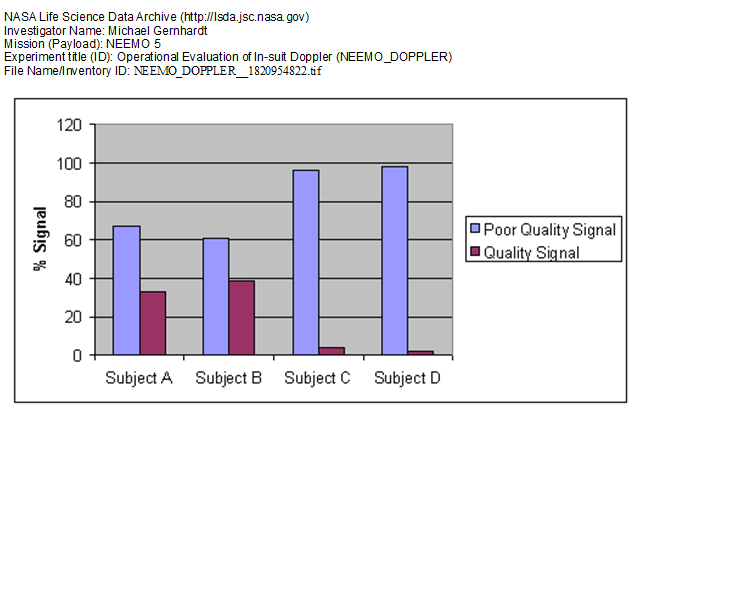 NASA Life Science Data Archive (http://lsda.jsc.nasa.gov)
Investigator Name: Michael Gernhardt
Mission (Payload): NEEMO 5
Experiment title (ID): Operational Evaluation of In-suit Doppler (NEEMO_DOPPLER)
File Name/Inventory ID: NEEMO_DOPPLER__1820954822.tif
120
100
80
60
40
20
0
% Signal
Subject A Subject B Subject C Subject D
Poor Quality Signal
Quality Signal